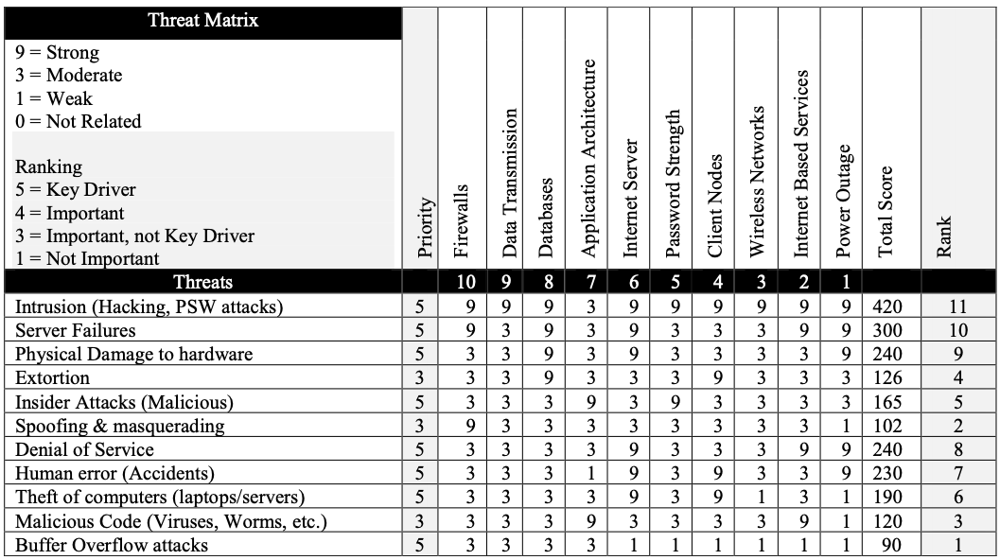 Threat Matrix
9 = Strong
3 = Moderate
1 = Weak
0 = Not Related
Ranking
5 = Key Driver
4 = Important
3 = Important, not Key Driver
1 = Not Important
Priority
Firewalls
Data Transmission
Databases
Application Architecture
Internet Server
Password Strength
Client Nodes
Wireless Networks
Internet Based Services
Power Outage
Total Score
Rank
Threats 10 9 8 7 6 5 4 3 2 1
Intrusion (Hacking, PSW attacks) 5 9 9 9 3 9 9 9 9 9 9 420 11
Server Failures 5 9 3 9 3 9 3 3 3 9 9 300 10
Physical Damage to hardware 5 3 3 9 3 9 3 3 3 3 9 240 9
Extortion 3 3 3 9 3 3 3 9 3 3 3 126 4
Insider Attacks (Malicious) 5 3 3 3 9 3 9 3 3 3 3 165 5
Spoofing & masquerading 3 9 3 3 3 3 3 3 3 3 1 102 2
Denial of Service 5 3 3 3 3 9 3 3 3 9 9 240 8
Human error (Accidents) 5 3 3 3 1 9 3 9 3 3 9 230 7
Theft of computers (laptops/servers) 5 3 3 3 3 9 3 9 1 3 1 190 6
Malicious Code (Viruses, Worms, etc.) 3 3 3 3 9 3 3 3 3 9 1 120 3
Buffer Overflow attacks 5 3 3 3 3 1 1 1 1 1 1 90 1